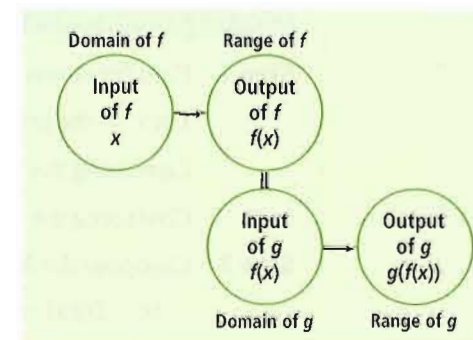 Domain of f
Range of f
Input
of f
x
Output
of f
f(x)
Input
of g
f(x)
Output
of g
g(f(x))
Domain of g
Range of g